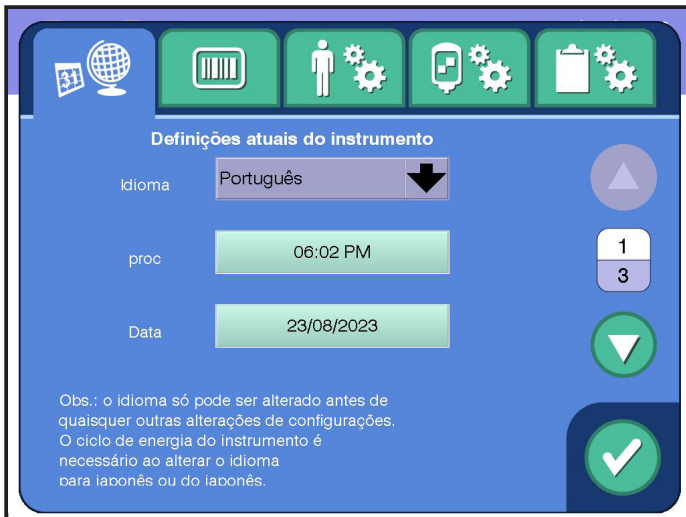 31
Definições atuais do instrumento
Idioma
Português
proc
06:02 PM
Data
23/08/2023
1
3
Obs.: o idioma só pode ser alterado antes de
quaisquer outras alterações de configurações.
O ciclo de energia do instrumento é
necessário ao alterar o idioma
para japonês ou do japonês.